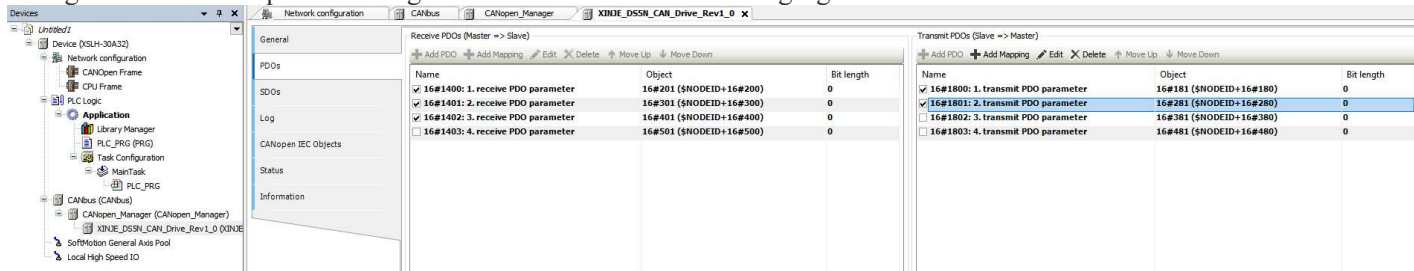 Devices
Untitled1
Device (XSLH-30A32)
Network configuration
CANOpen Frame
CPU Frame
PLC Logic
Application
Library Manager
PLC_PRG (PRG)
Task Configuration
MainTask
PLC_PRG
CANbus (CANbus)
CANopen_Manager (CANopen_Manager)
XINJE_DS5N_CAN_Drive_Rev1_0 (XINJE
SoftMotion General Axis Pool
Local High Speed IO
Network configuration CANbus CANopen_Manager XINJE_DS5N_CAN_Drive_Rev1_0 X
General
PDOs
SDOs
Log
CANopen IEC Objects
Status
Information
Receive PDOs (Master => Slave)
Add PDO Add Mapping Edit Delete Move Up Move Down
Name Object Bit length
16#1400: 1. receive PDO parameter 16#201 ($NODEID+16#200) 0
16#1401: 2. receive PDO parameter 16#301 ($NODEID+16#300) 0
16#1402: 3. receive PDO parameter 16#401 ($NODEID+16#400) 0
16#1403: 4. receive PDO parameter 16#501 ($NODEID+16#500) 0
Transmit PDOs (Slave => Master)
Add PDO Add Mapping Edit Delete Move Up Move Down
Name Object Bit length
16#1800: 1. transmit PDO parameter 16#181 ($NODEID+16#180) 0
16#1801: 2. transmit PDO parameter 16#281 ($NODEID+16#280) 0
16#1802: 3. transmit PDO parameter 16#381 ($NODEID+16#380) 0
16#1803: 4. transmit PDO parameter 16#481 ($NODEID+16#480) 0